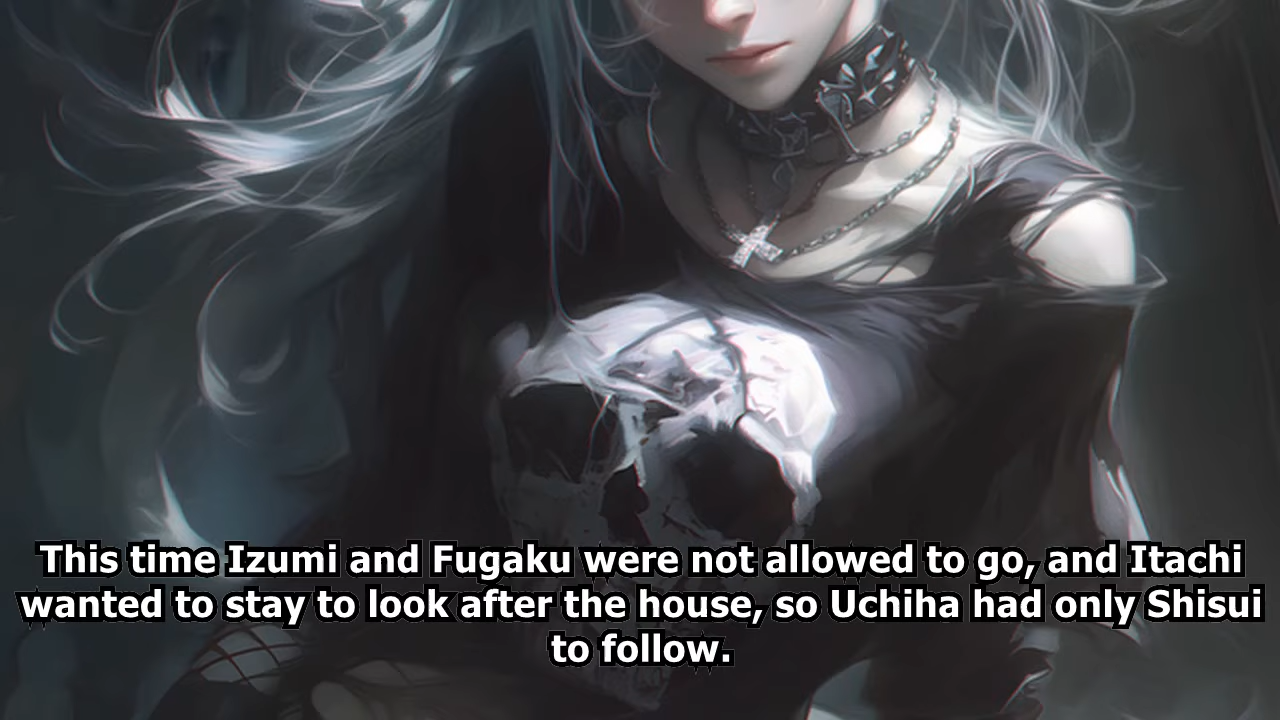 This time Izumi and Fugaku were not allowed to go, and Itachi
wanted to stay to look after the house, so Uchiha had only Shisui
to follow.